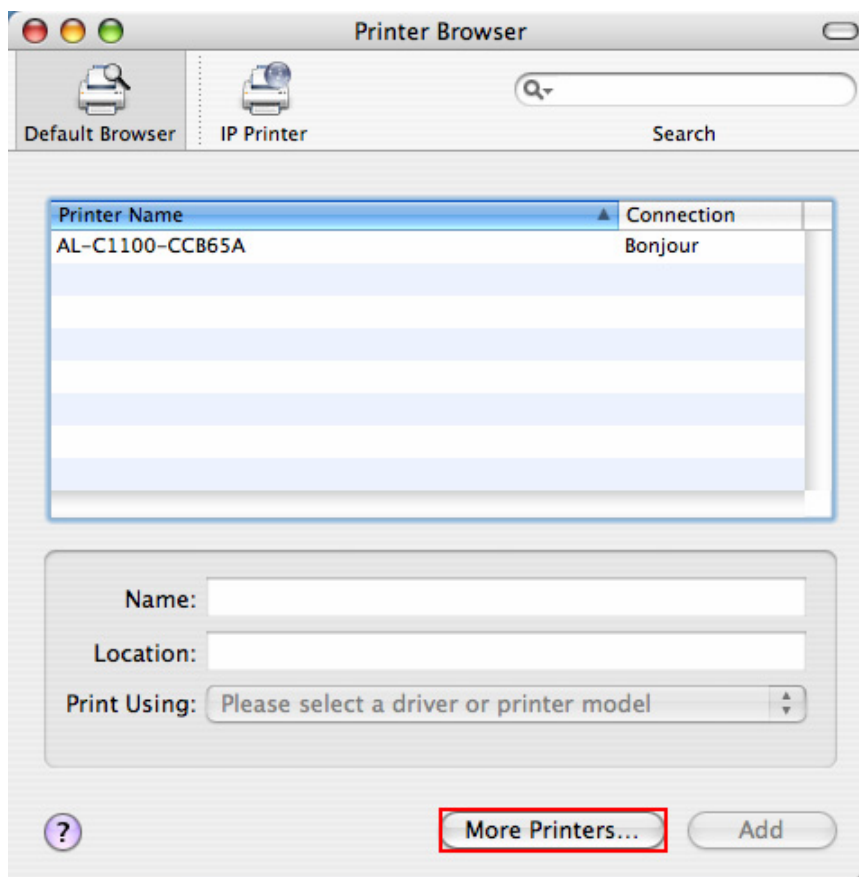 Printer Browser
Default Browser IP Printer Search
Printer Name Connection
AL-C1100-CCB65A Bonjour
Name:
Location:
Print Using: Please select a driver or printer model
? More Printers... Add